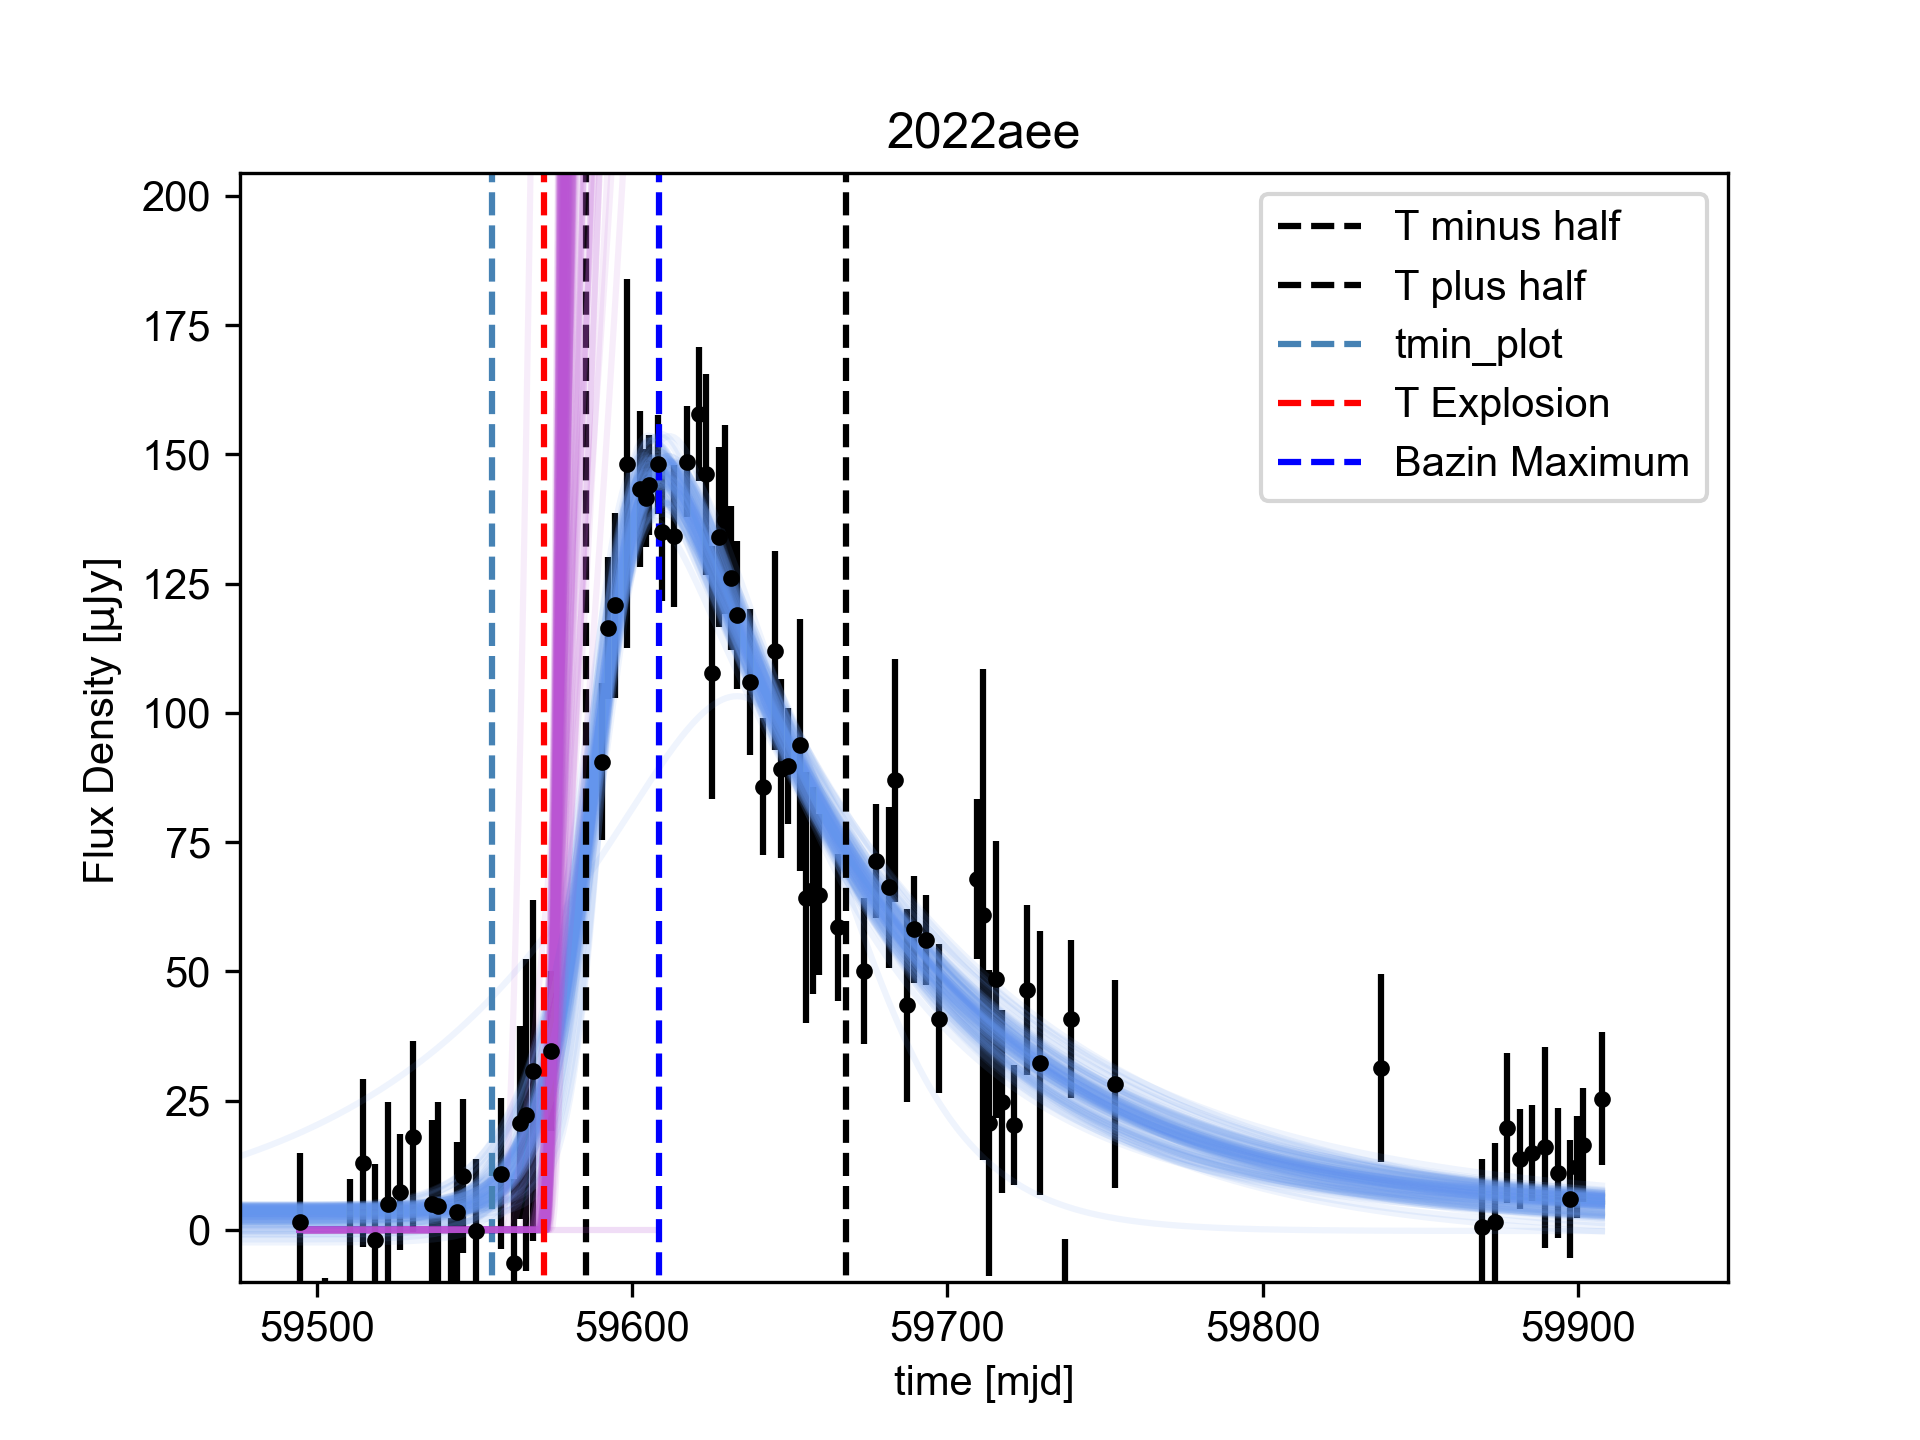 2022aee
200
175
150
125
100
75
50
25
0
Flux Density [µJy]
59500
59600
59700
59800
59900
time [mjd]
T minus half
T plus half
tmin_plot
T Explosion
Bazin Maximum